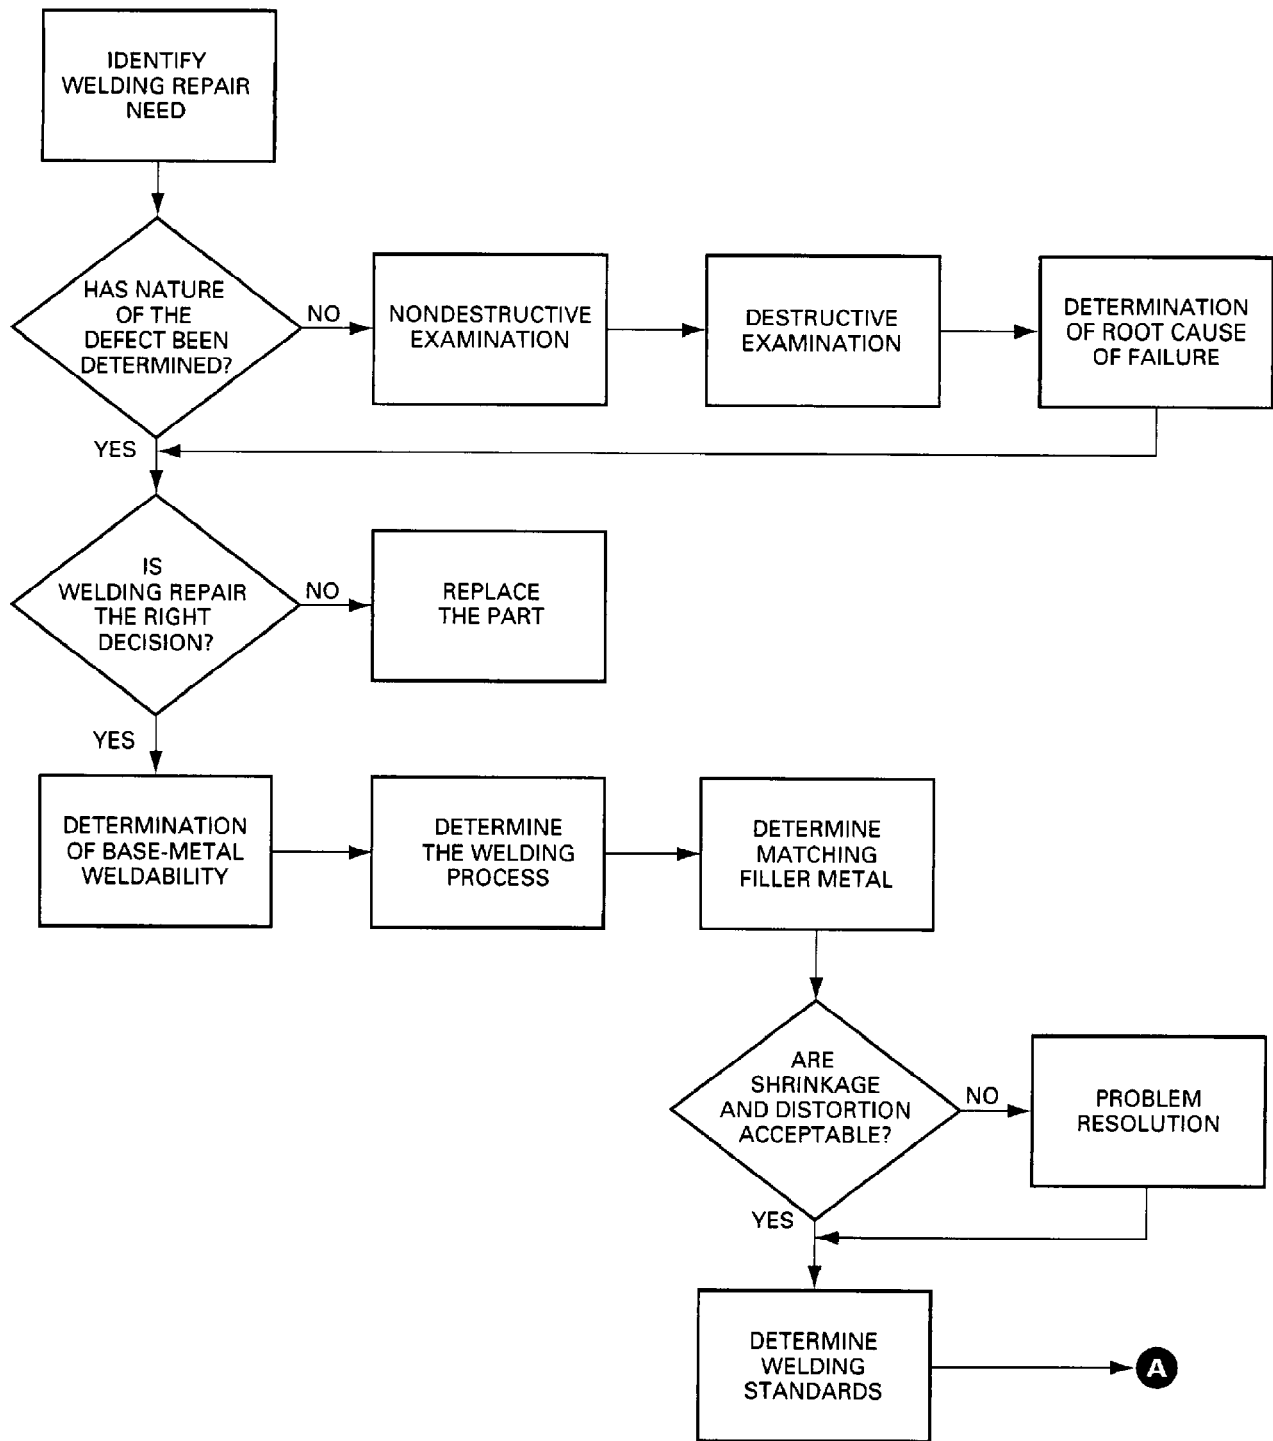 IDENTIFY
WELDING REPAIR
NEED
HAS NATURE
OF THE
DEFECT BEEN
DETERMINED?
NO
NONDESTRUCTIVE
EXAMINATION
DESTRUCTIVE
EXAMINATION
DETERMINATION
OF ROOT CAUSE
OF FAILURE
YES
IS
WELDING REPAIR
THE RIGHT
DECISION?
NO
REPLACE
THE PART
YES
DETERMINATION
OF BASE-METAL
WELDABILITY
DETERMINE
THE WELDING
PROCESS
DETERMINE
MATCHING
FILLER METAL
ARE
SHRINKAGE
AND DISTORTION
ACCEPTABLE?
NO
PROBLEM
RESOLUTION
YES
DETERMINE
WELDING
STANDARDS
A